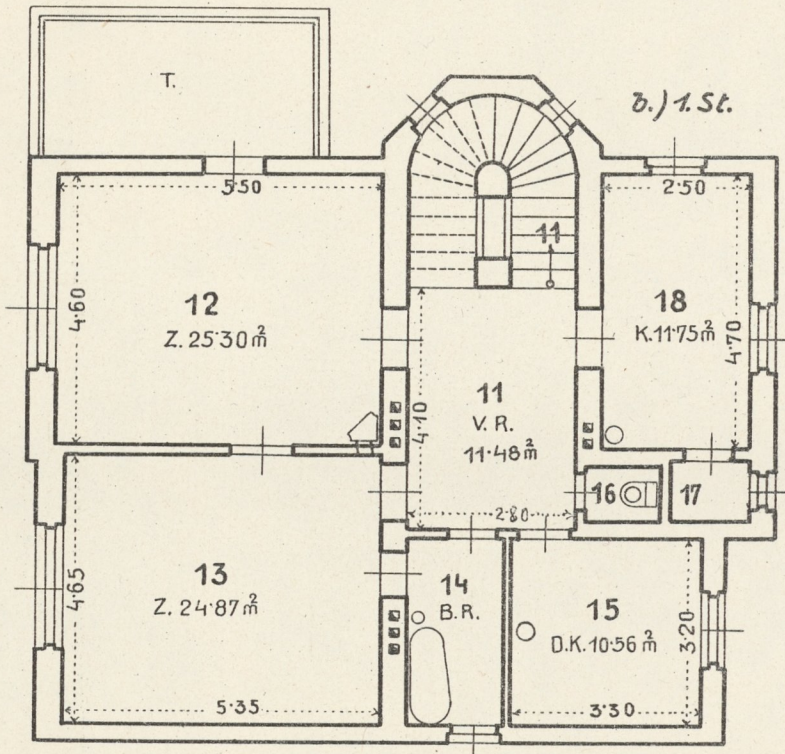 T.
b.) 1. St.
5·50
2·50
11
12
Z. 25·30 m²
4·60
18
K. 11·75 m²
4·70
11
V. R.
11·48 m²
4·10
2·80
16
17
13
Z. 24·87 m²
4·65
5·35
14
B.R.
15
D.K. 10·56 m²
3·20
3·30